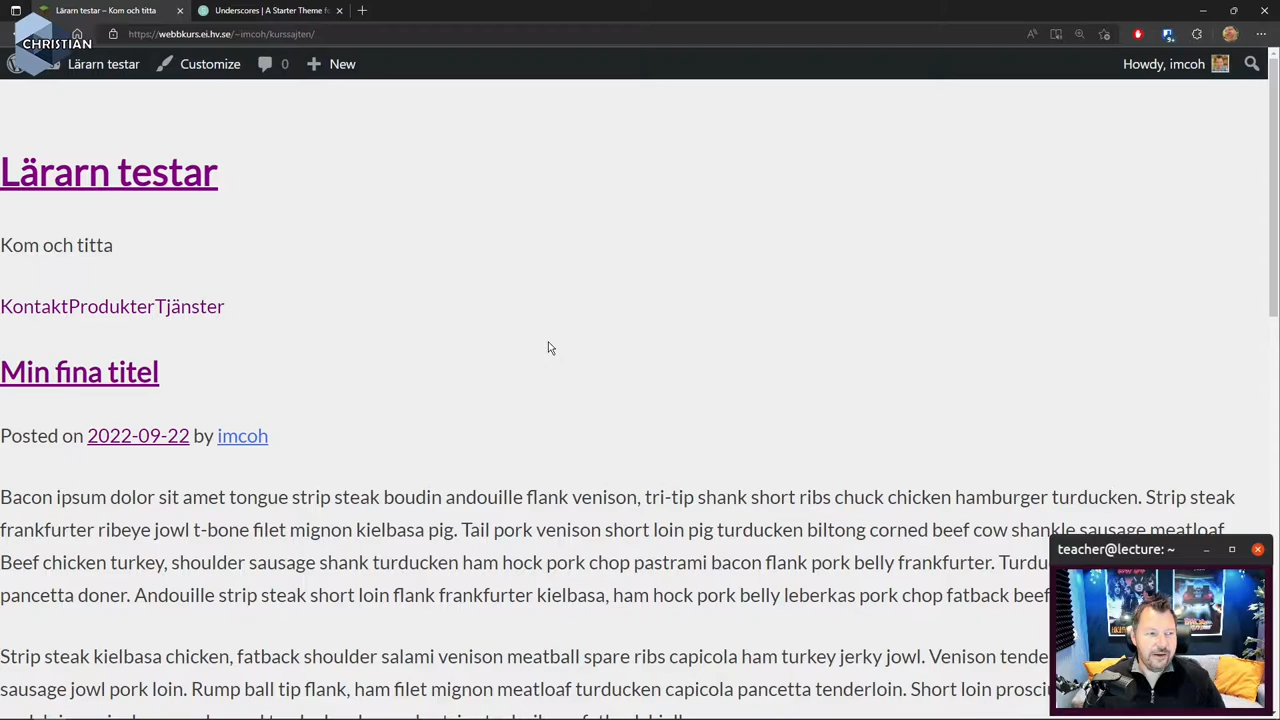 Lärarn testar – Kom och titta
Underscores | A Starter Theme fo
https://webbkurs.ei.hv.se/~imcoh/kurssajten/
CHRISTIAN
Lärarn testar
Customize
0
New
Howdy, imcoh
Lärarn testar
Kom och titta
KontaktProdukterTjänster
Min fina titel
Posted on 2022-09-22 by imcoh
Bacon ipsum dolor sit amet tongue strip steak boudin andouille flank venison, tri-tip shank short ribs chuck chicken hamburger turducken. Strip steak
frankfurter ribeye jowl t-bone filet mignon kielbasa pig. Tail pork venison short loin pig turducken biltong corned beef cow shankle sausage meatloaf
Beef chicken turkey, shoulder sausage shank turducken ham hock pork chop pastrami bacon flank pork belly frankfurter. Turdu
pancetta doner. Andouille strip steak short loin flank frankfurter kielbasa, ham hock pork belly leberkas pork chop fatback beef
Strip steak kielbasa chicken, fatback shoulder salami venison meatball spare ribs capicola ham turkey jerky jowl. Venison tende
sausage jowl pork loin. Rump ball tip flank, ham filet mignon meatloaf turducken capicola pancetta tenderloin. Short loin prosciu
teacher@lecture: ~